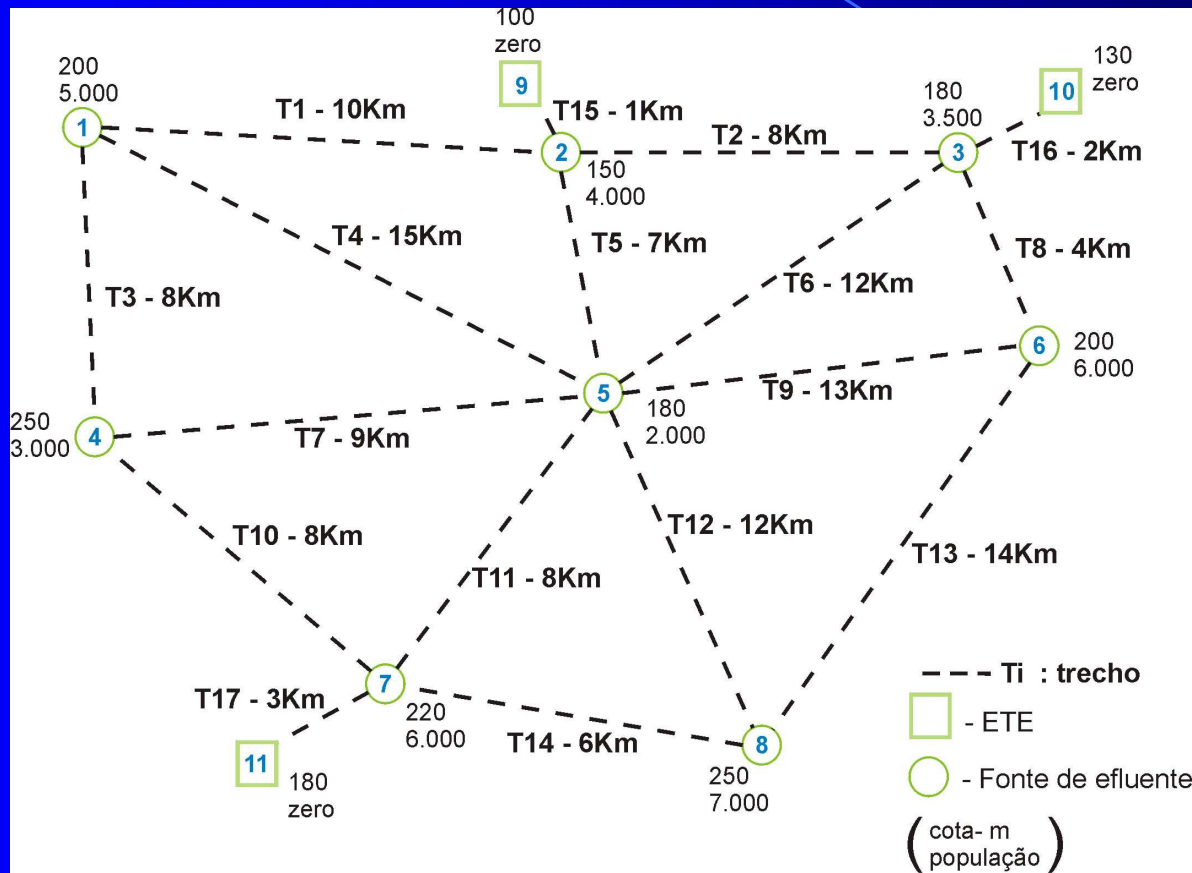 100
zero
9
200
5.000
1
T1 - 10Km
T15 - 1Km
2
150
4.000
T2 - 8Km
180
3.500
3
130
zero
10
T16 - 2Km
T4 - 15Km
T5 - 7Km
T8 - 4Km
T3 - 8Km
T6 - 12Km
6
200
6.000
T9 - 13Km
5
180
2.000
250
3.000
4
T7 - 9Km
T10 - 8Km
T12 - 12Km
T13 - 14Km
T11 - 8Km
T17 - 3Km
7
220
6.000
T14 - 6Km
8
250
7.000
11
180
zero
Ti : trecho
- ETE
- Fonte de efluente
( cota- m
população )